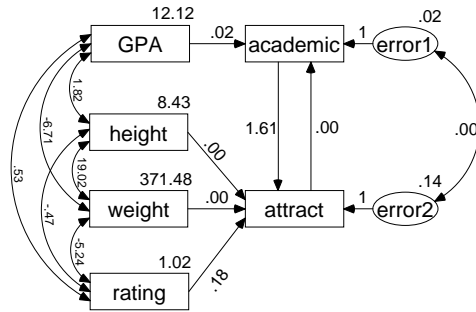 12.12
GPA
.02
academic
1
.02
error1
1.82
8.43
height
-6.71
.00
1.61
.00
.00
.53
-.47
19.02
371.48
weight
.00
attract
1
.14
error2
-5.24
1.02
rating
.18